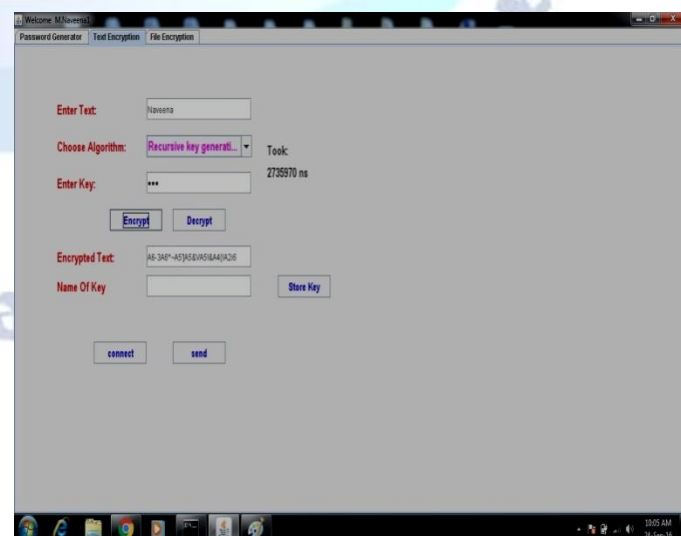 Welcome M.Naveena1
Password Generator Text Encryption File Encryption
Enter Text: Naveena
Choose Algorithm: Recursive key generati...
Took:
2735970 ns
Enter Key: •••
Encrypt Decrypt
Encrypted Text:
Name Of Key Store Key
connect send
10:05 AM